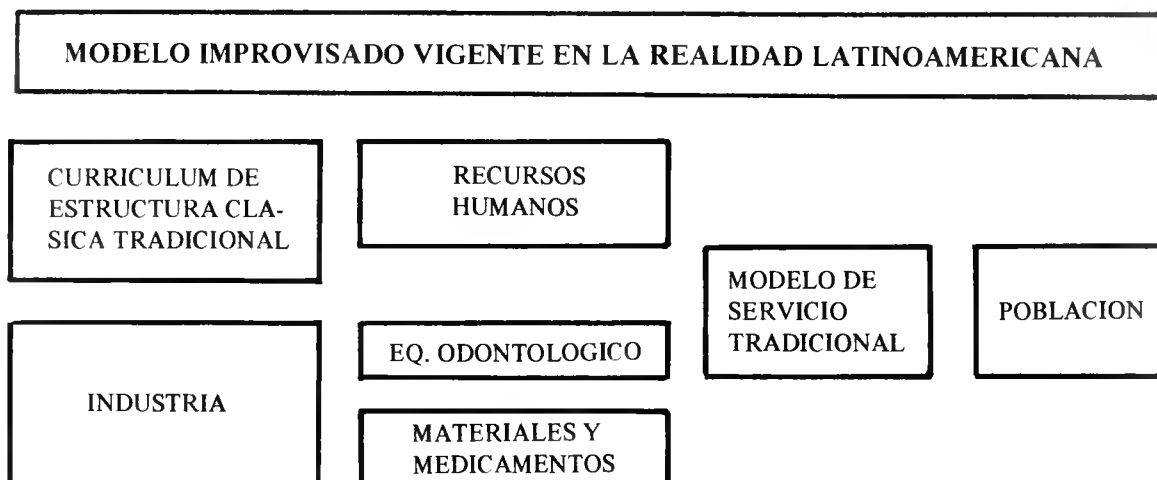 MODELO IMPROVISADO VIGENTE EN LA REALIDAD LATINOAMERICANA
CURRICULUM DE
ESTRUCTURA CLA-
SICA TRADICIONAL
RECURSOS
HUMANOS
MODELO DE
SERVICIO
TRADICIONAL
POBLACION
INDUSTRIA
EQ. ODONTOLOGICO
MATERIALES Y
MEDICAMENTOS